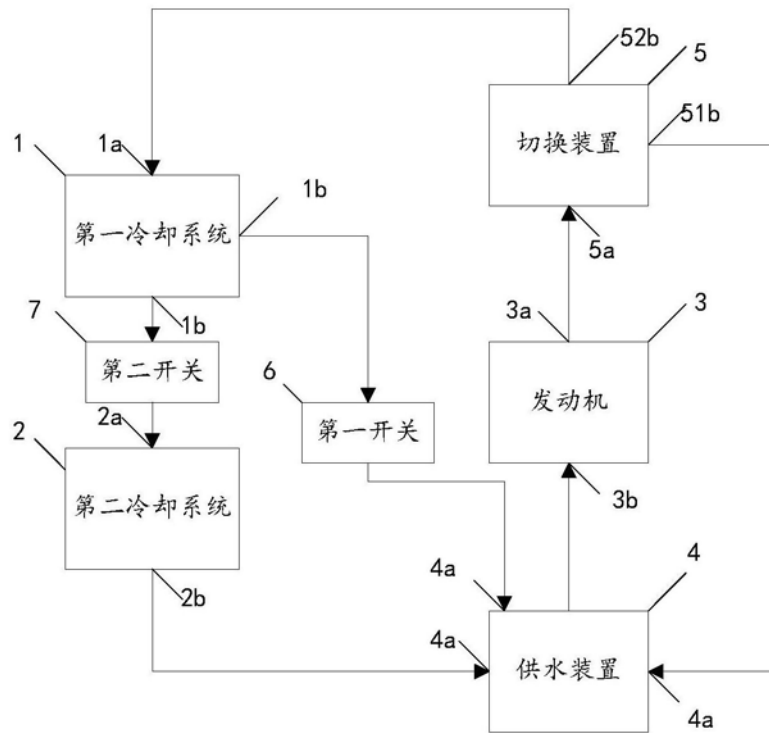 52b
5
51b
切换装置
5a
1
1a
1b
第一冷却系统
1b
7
第二开关
6
第一开关
3a
3
发动机
3b
2
2a
第二冷却系统
2b
4a
4
4a
供水装置
4a